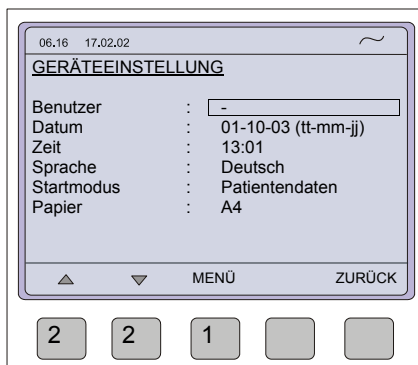 06.16 17.02.02
GERÄTEEINSTELLUNG
Benutzer : -
Datum : 01-10-03 (tt-mm-jj)
Zeit : 13:01
Sprache : Deutsch
Startmodus : Patientendaten
Papier : A4
MENÜ ZURÜCK
2 2 1